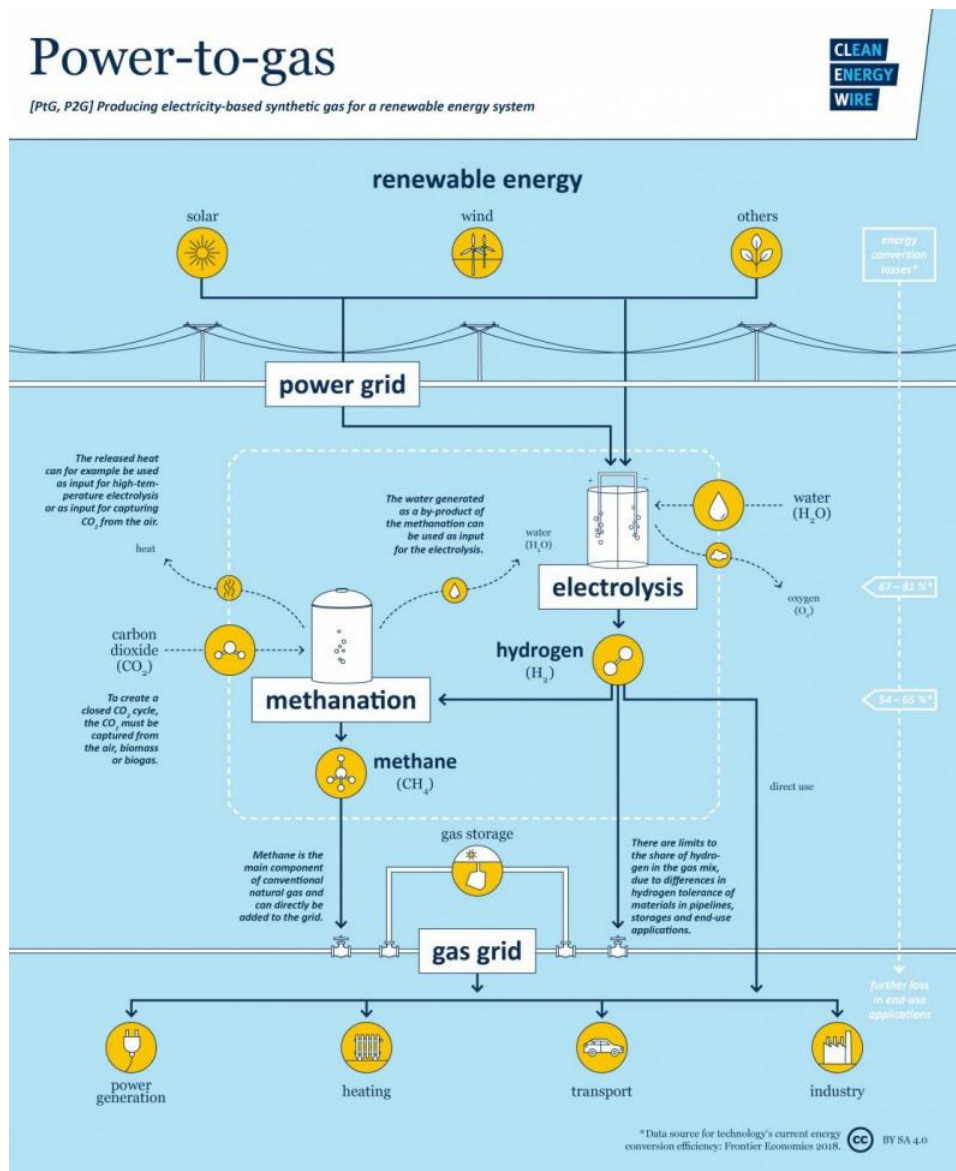 Power-to-gas
[PtG, P2G] Producing electricity-based synthetic gas for a renewable energy system
CLEAN
ENERGY
WIRE
renewable energy
solar
wind
others
energy
conversion
losses*
power grid
The released heat
can for example be used
as input for high-tem-
perature electrolysis
or as input for capturing
CO₂ from the air.
heat
The water generated
as a by-product of
the methanation can
be used as input
for the electrolysis.
water
(H₂O)
+
−
water
(H₂O)
electrolysis
oxygen
(O₂)
67 – 81 %*
carbon
dioxide
(CO₂)
hydrogen
(H₂)
methanation
54 – 65 %*
To create a
closed CO₂ cycle,
the CO₂ must be
captured from
the air, biomass
or biogas.
methane
(CH₄)
direct use
gas storage
Methane is the
main component
of conventional
natural gas and
can directly be
added to the grid.
There are limits to
the share of hydro-
gen in the gas mix,
due to differences in
hydrogen tolerance of
materials in pipelines,
storages and end-use
applications.
gas grid
further loss
in end-use
applications
power
generation
heating
transport
industry
*Data source for technology's current energy
conversion efficiency: Frontier Economics 2018.
cc
BY SA 4.0